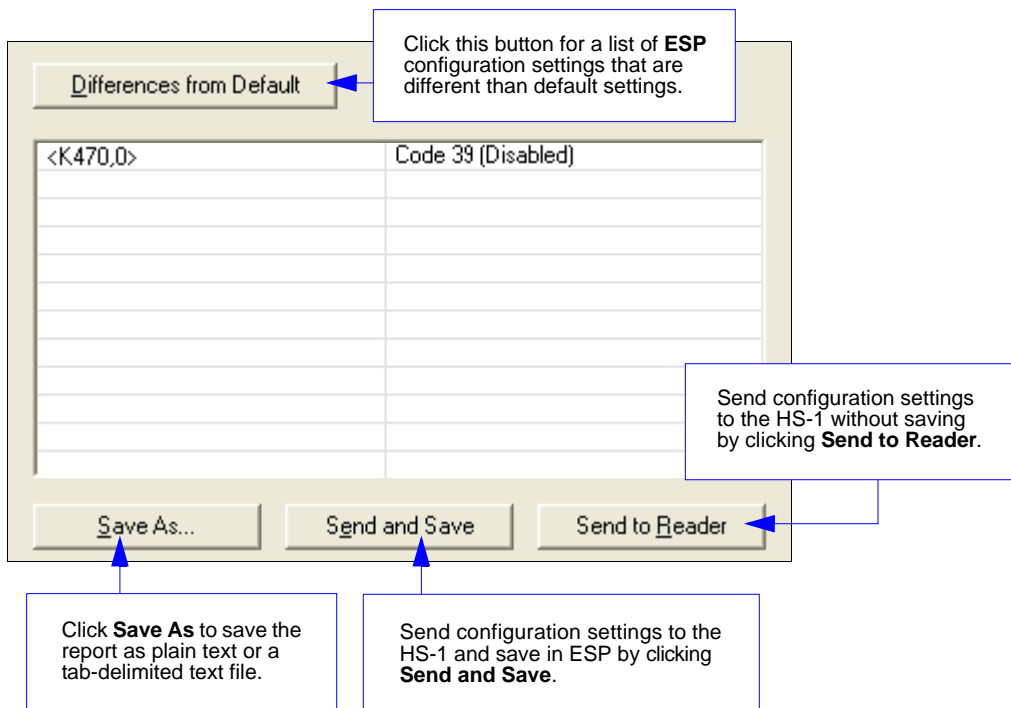 Click this button for a list of ESP
configuration settings that are
different than default settings.
Differences from Default
<K470,0> Code 39 (Disabled)
Send configuration settings
to the HS-1 without saving
by clicking Send to Reader.
Save As... Send and Save Send to Reader
Click Save As to save the
report as plain text or a
tab-delimited text file.
Send configuration settings to the
HS-1 and save in ESP by clicking
Send and Save.